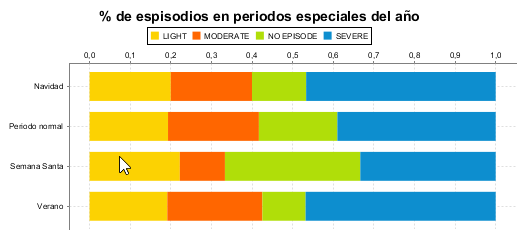 % de espisodios en periodos especiales del año
LIGHT MODERATE NO EPISODE SEVERE
0,0 0,1 0,2 0,3 0,4 0,5 0,6 0,7 0,8 0,9 1,0
Navidad
Periodo normal
Semana Santa
Verano